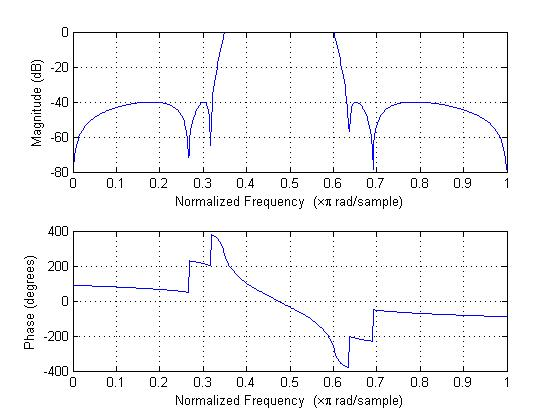 0
-20
-40
-60
-80
Magnitude (dB)
0 0.1 0.2 0.3 0.4 0.5 0.6 0.7 0.8 0.9 1
Normalized Frequency (×π rad/sample)
400
200
0
-200
-400
Phase (degrees)
0 0.1 0.2 0.3 0.4 0.5 0.6 0.7 0.8 0.9 1
Normalized Frequency (×π rad/sample)